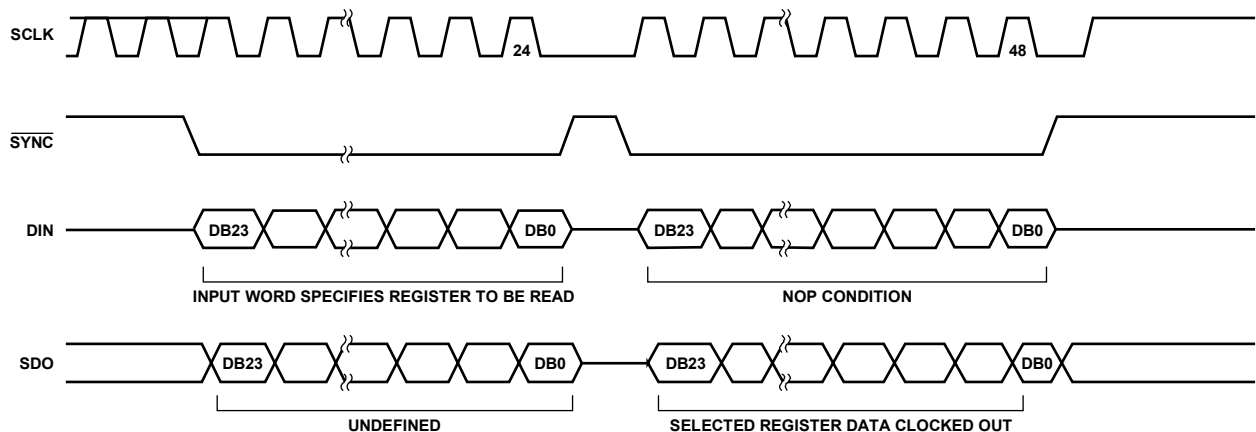 SCLK
24
48
SYNC
DIN
DB23
DB0
DB23
DB0
INPUT WORD SPECIFIES REGISTER TO BE READ
NOP CONDITION
SDO
DB23
DB0
DB23
DB0
UNDEFINED
SELECTED REGISTER DATA CLOCKED OUT